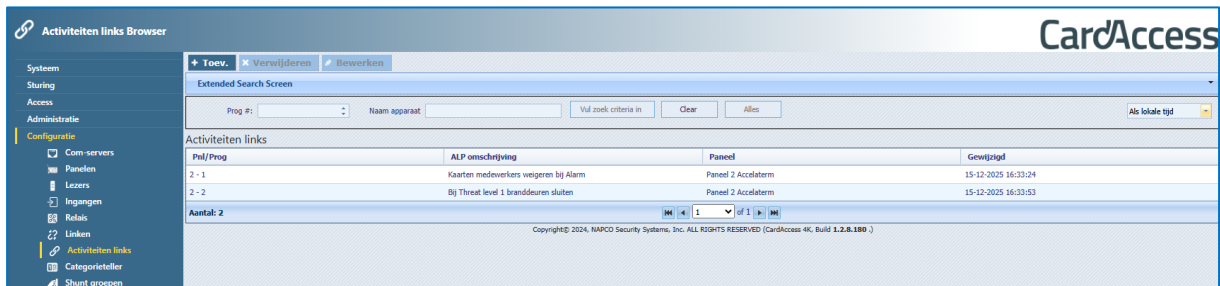 Activiteiten links Browser
CardAccess
Systeem
Sturing
Access
Administratie
Configuratie
Com-servers
Panelen
Lezers
Ingangen
Relais
Linken
Activiteiten links
Categorieteller
Shunt groepen
+ Toev. × Verwijderen Bewerken
Extended Search Screen
Prog #: Naam apparaat Vul zoek criteria in Clear Alles Als lokale tijd
Activiteiten links
Pnl/Prog ALP omschrijving Paneel Gewijzigd
2 - 1 Kaarten medewerkers weigeren bij Alarm Paneel 2 Accelaterm 15-12-2025 16:33:24
2 - 2 Bij Threat level 1 branddeuren sluiten Paneel 2 Accelaterm 15-12-2025 16:33:53
Aantal: 2 1 of 1
Copyright© 2024, NAPCO Security Systems, Inc. ALL RIGHTS RESERVED (CardAccess 4K, Build 1.2.8.180 .)